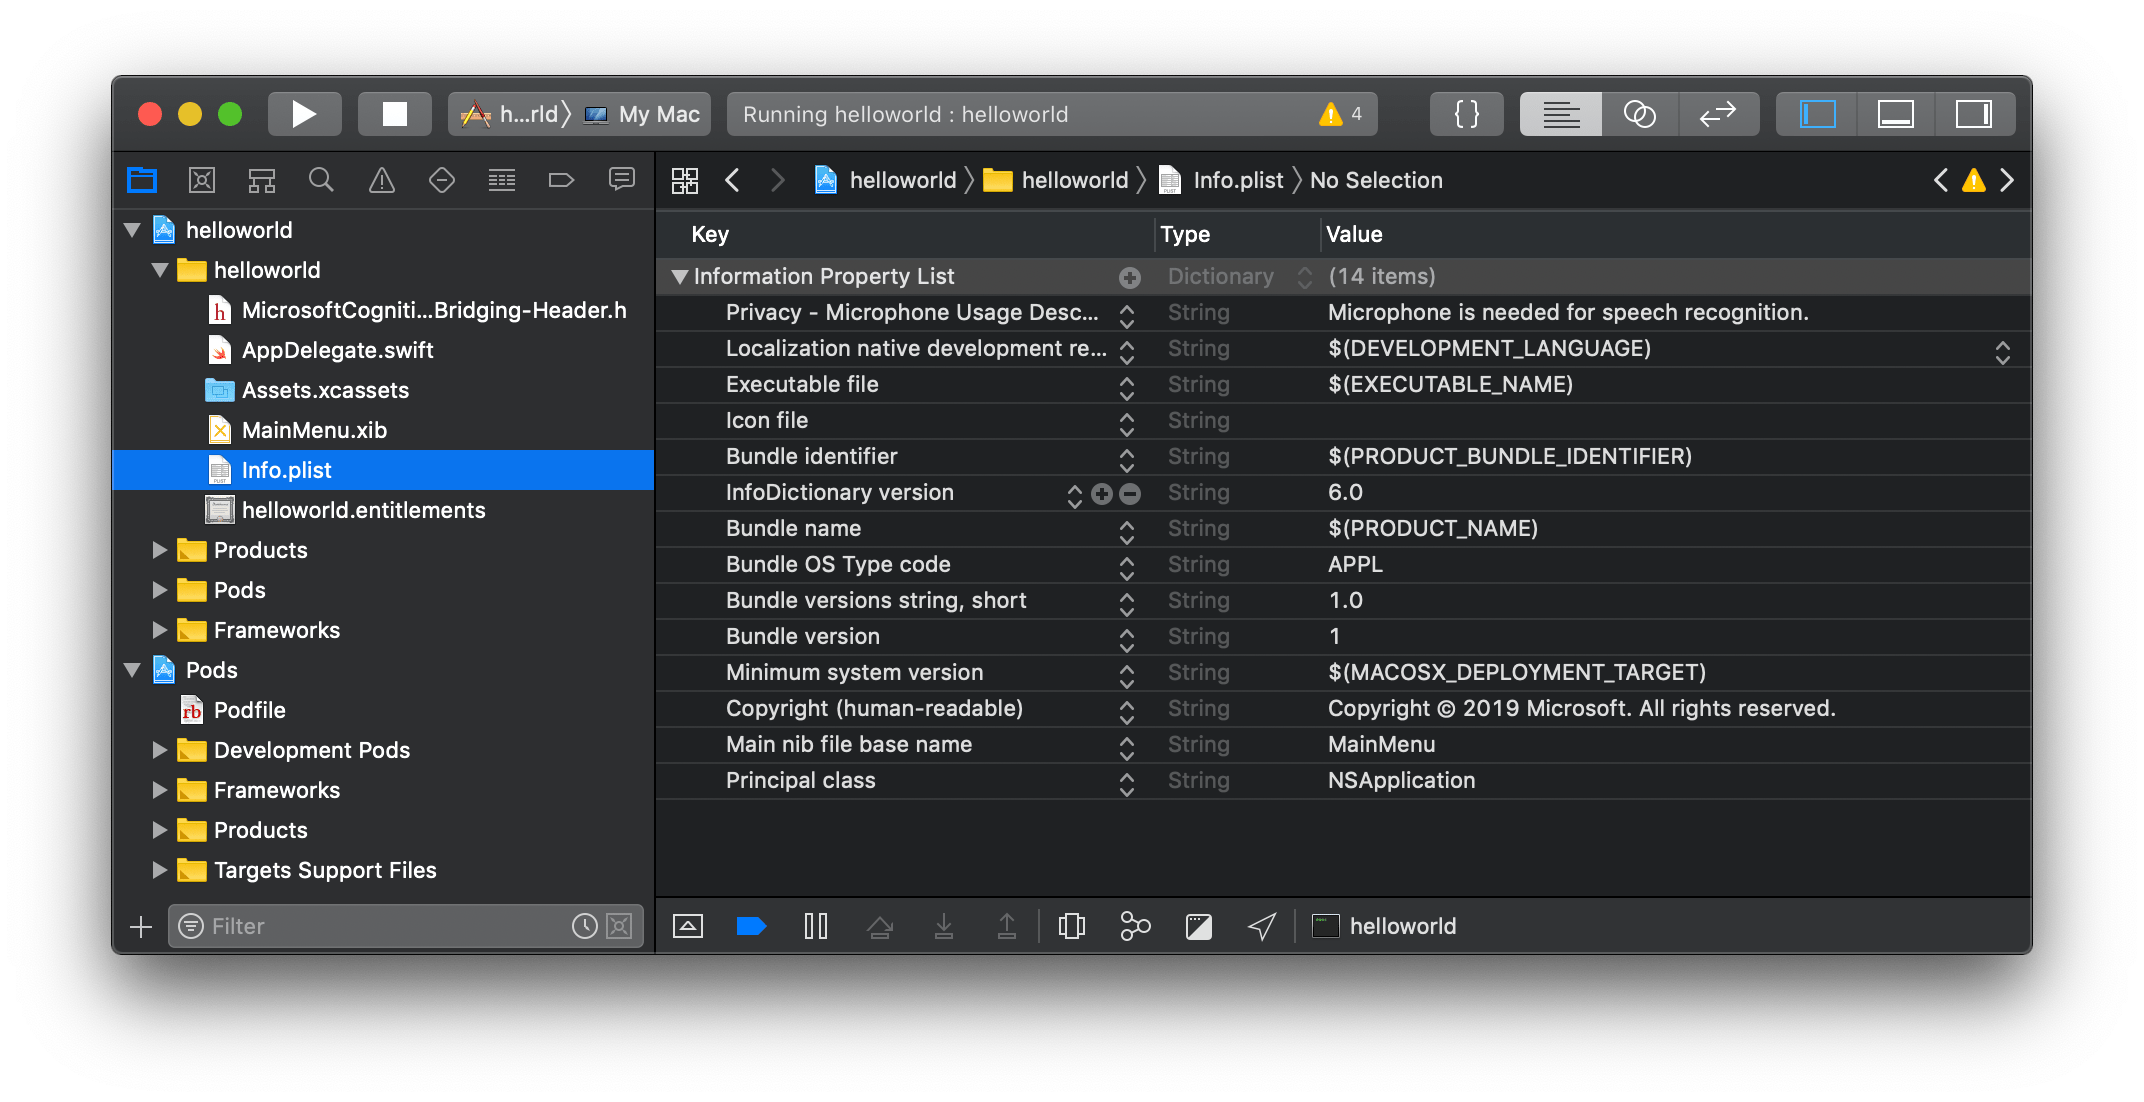 h...rld 〉 My Mac
Running helloworld : helloworld
4
{ }
helloworld 〉 helloworld 〉 Info.plist 〉 No Selection
helloworld
helloworld
MicrosoftCogniti...Bridging-Header.h
AppDelegate.swift
Assets.xcassets
MainMenu.xib
Info.plist
helloworld.entitlements
Products
Pods
Frameworks
Pods
Podfile
Development Pods
Frameworks
Products
Targets Support Files
Filter
Key Type Value
Information Property List Dictionary (14 items)
Privacy - Microphone Usage Desc... String Microphone is needed for speech recognition.
Localization native development re... String $(DEVELOPMENT_LANGUAGE)
Executable file String $(EXECUTABLE_NAME)
Icon file String
Bundle identifier String $(PRODUCT_BUNDLE_IDENTIFIER)
InfoDictionary version String 6.0
Bundle name String $(PRODUCT_NAME)
Bundle OS Type code String APPL
Bundle versions string, short String 1.0
Bundle version String 1
Minimum system version String $(MACOSX_DEPLOYMENT_TARGET)
Copyright (human-readable) String Copyright © 2019 Microsoft. All rights reserved.
Main nib file base name String MainMenu
Principal class String NSApplication
helloworld